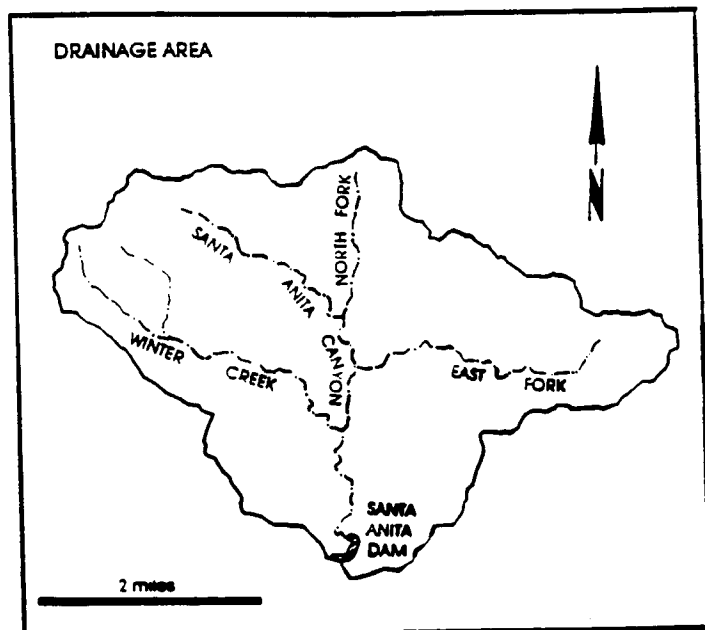 DRAINAGE AREA
N
NORTH FORK
SANTA
ANITA
CANYON
WINTER
CREEK
EAST
FORK
SANTA
ANITA
DAM
2 miles